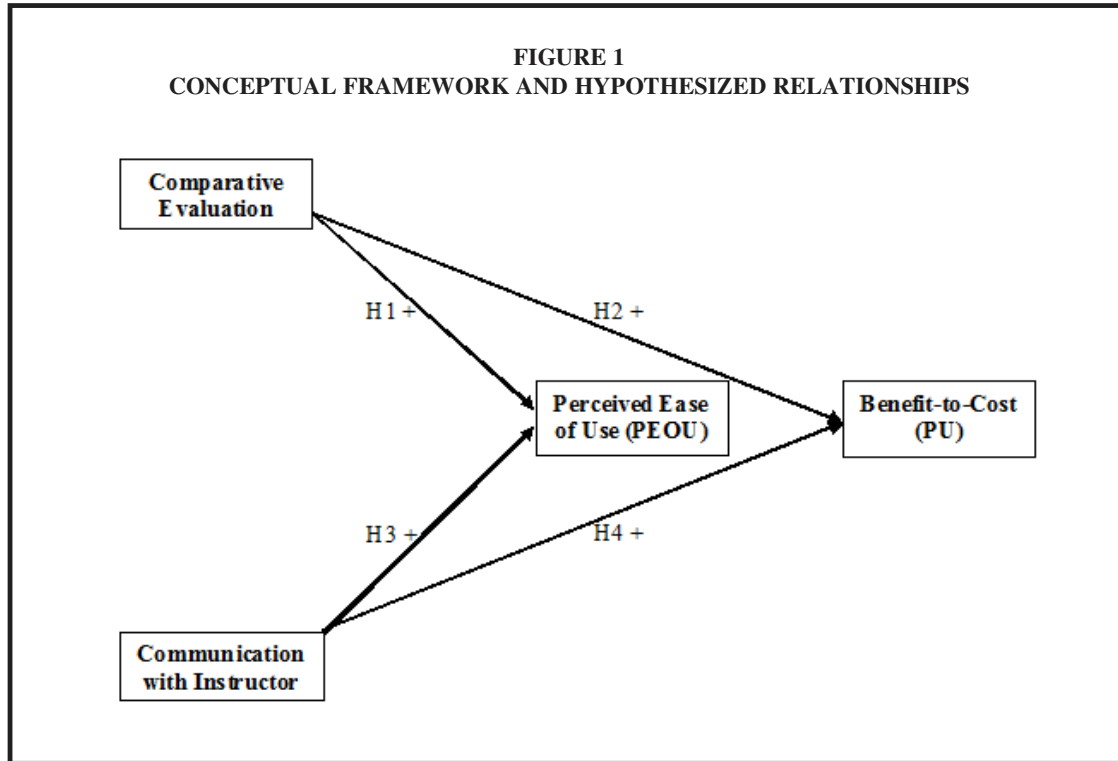 FIGURE 1
CONCEPTUAL FRAMEWORK AND HYPOTHESIZED RELATIONSHIPS
Comparative
Evaluation
H1 +
H2 +
Perceived Ease
of Use (PEOU)
Benefit-to-Cost
(PU)
H3 +
H4 +
Communication
with Instructor